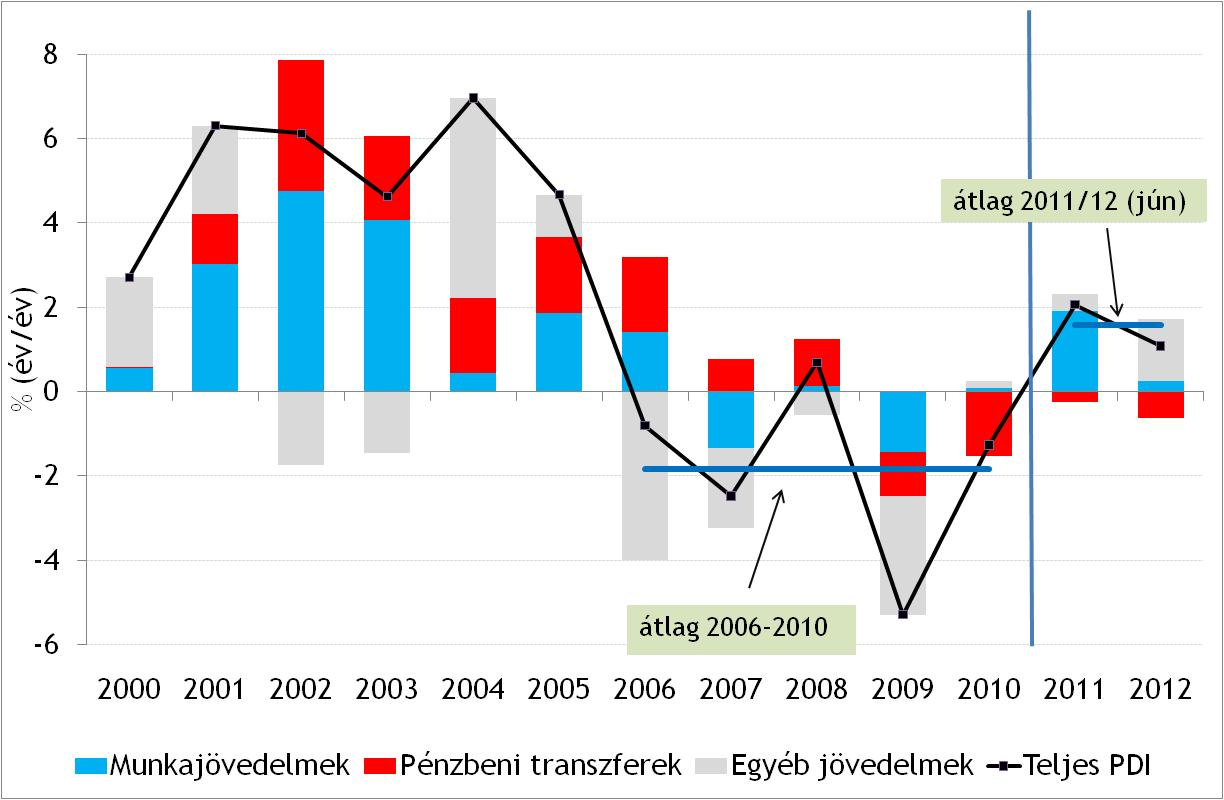 % (év/év)
8
6
4
2
0
-2
-4
-6
átlag 2011/12 (jún)
átlag 2006-2010
2000 2001 2002 2003 2004 2005 2006 2007 2008 2009 2010 2011 2012
Munkajövedelmek Pénzbeni transzferek Egyéb jövedelmek Teljes PDI